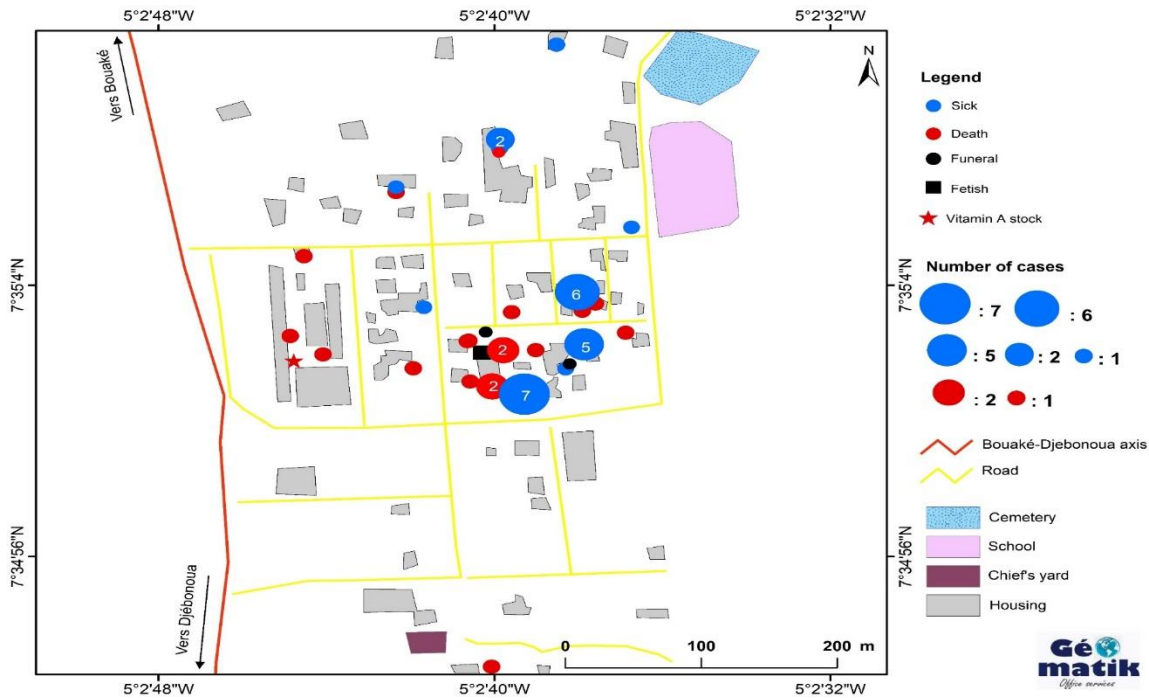 5°2'48"W 5°2'40"W 5°2'32"W
Vers Bouaké
N
2
7°35'4"N 7°35'4"N
6
5
2
2
7
7°34'56"N 7°34'56"N
Vers Djébonoua
0 100 200 m
5°2'48"W 5°2'40"W 5°2'32"W
Legend
Sick
Death
Funeral
Fetish
Vitamin A stock
Number of cases
: 7 : 6
: 5 : 2 : 1
: 2 : 1
Bouaké-Djebonoua axis
Road
Cemetery
School
Chief's yard
Housing
Gé
matik
Office services